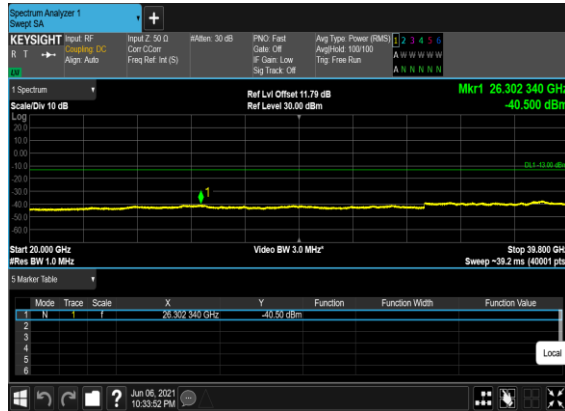 Spectrum Analyzer 1
Swept SA
+
KEYSIGHT Input: RF Input Z: 50 Ω #Atten: 30 dB PNO: Fast Avg Type: Power (RMS) 1 2 3 4 5 6
R T Coupling: DC Corr CCorr Gate: Off Avg|Hold: 100/100 A W W W W W
Align: Auto Freq Ref: Int (S) IF Gain: Low Trig: Free Run
Sig Track: Off A N N N N N
1 Spectrum Ref Lvl Offset 11.79 dB Mkr1 26.302 340 GHz
Scale/Div 10 dB Ref Level 30.00 dBm -40.500 dBm
Log
20.0
10.0
0.00
-10.0 DL1 -13.00 dBm
-20.0
-30.0
1
-40.0
-50.0
-60.0
Start 20.000 GHz Video BW 3.0 MHz* Stop 39.800 GHz
#Res BW 1.0 MHz Sweep ~39.2 ms (40001 pts
5 Marker Table
Mode Trace Scale X Y Function Function Width Function Value
1 N 1 f 26.302 340 GHz -40.50 dBm
2
3
4
5
6
Local
? Jun 06, 2021
10:33:52 PM